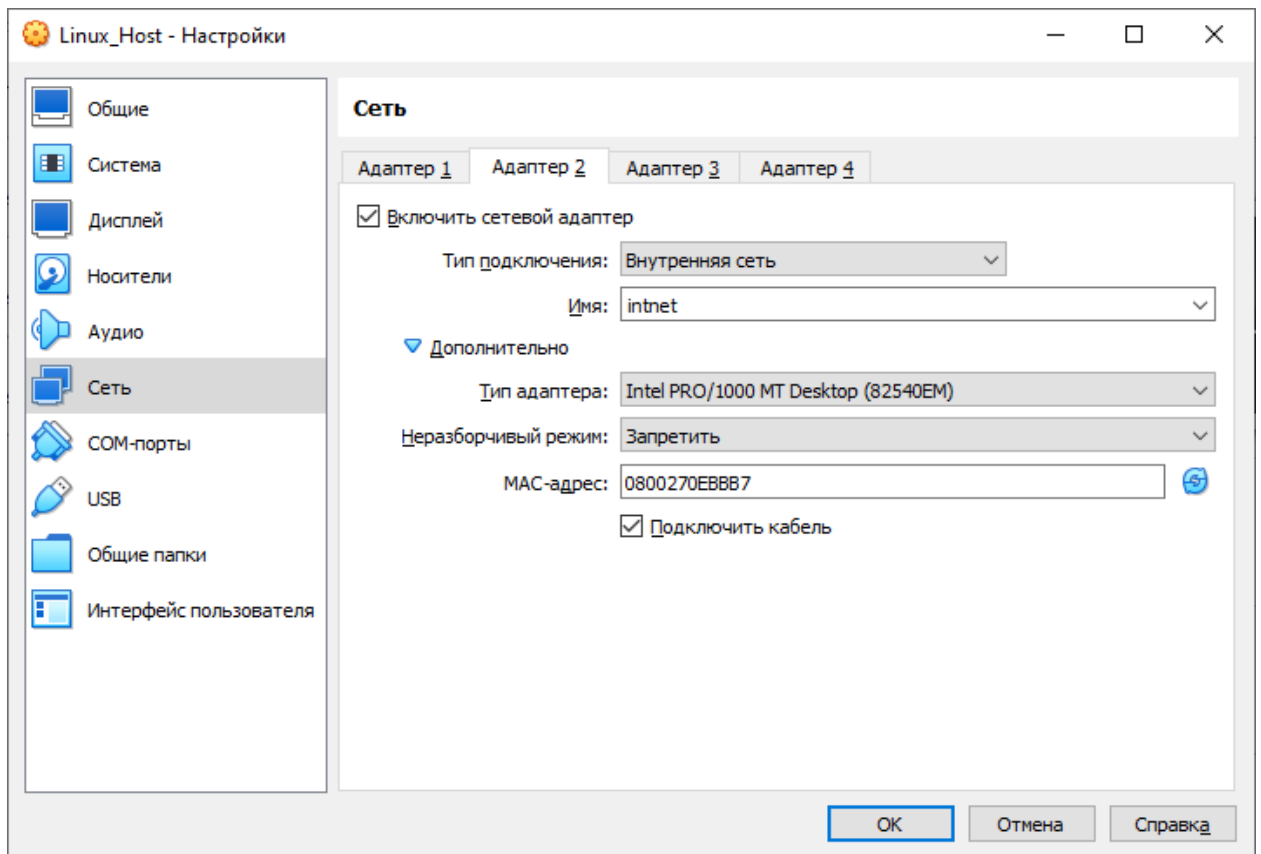 Linux_Host - Настройки
Общие
Система
Дисплей
Носители
Аудио
Сеть
COM-порты
USB
Общие папки
Интерфейс пользователя
Сеть
Адаптер 1 Адаптер 2 Адаптер 3 Адаптер 4
Включить сетевой адаптер
Тип подключения: Внутренняя сеть
Имя: intnet
Дополнительно
Тип адаптера: Intel PRO/1000 MT Desktop (82540EM)
Неразборчивый режим: Запретить
MAC-адрес: 0800270EBBB7
Подключить кабель
OK Отмена Справка